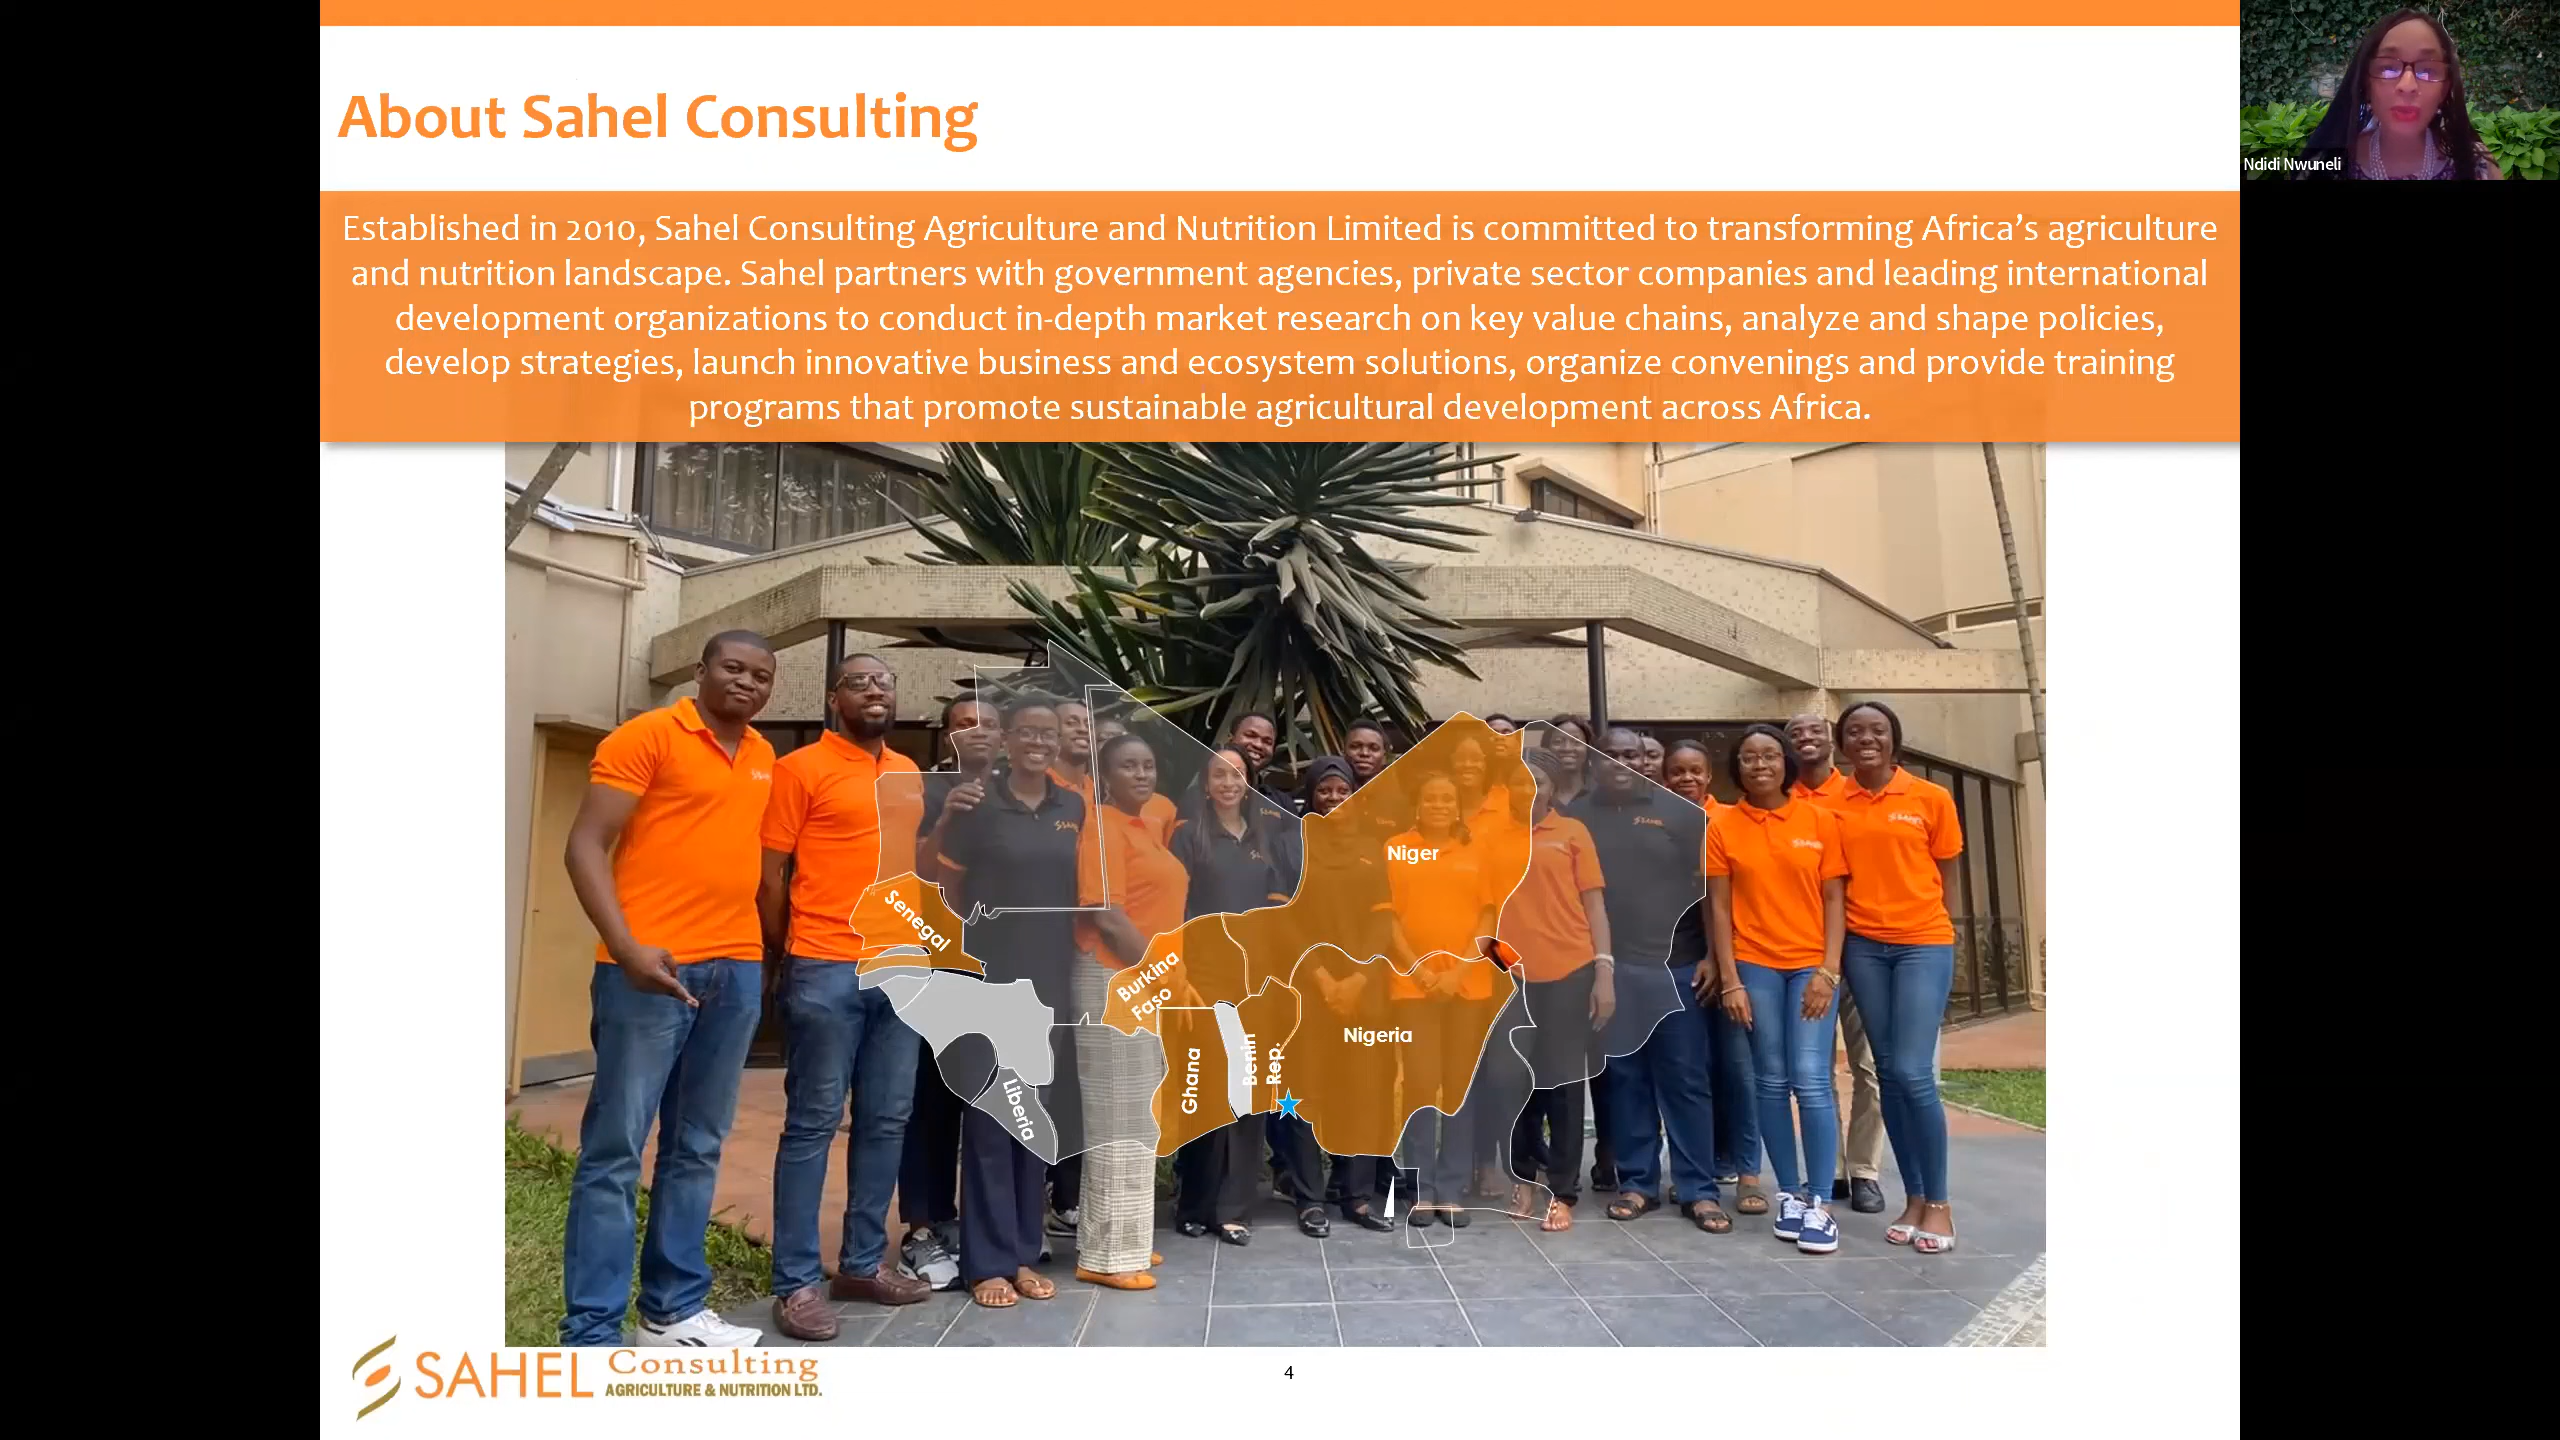 About Sahel Consulting
Ndidi Nwuneli
Established in 2010, Sahel Consulting Agriculture and Nutrition Limited is committed to transforming Africa’s agriculture
and nutrition landscape. Sahel partners with government agencies, private sector companies and leading international
development organizations to conduct in-depth market research on key value chains, analyze and shape policies,
develop strategies, launch innovative business and ecosystem solutions, organize convenings and provide training
programs that promote sustainable agricultural development across Africa.
Niger
Senegal
Burkina
Faso
Nigeria
Ghana
Benin
Rep.
Liberia
SAHEL Consulting
AGRICULTURE & NUTRITION LTD.
4